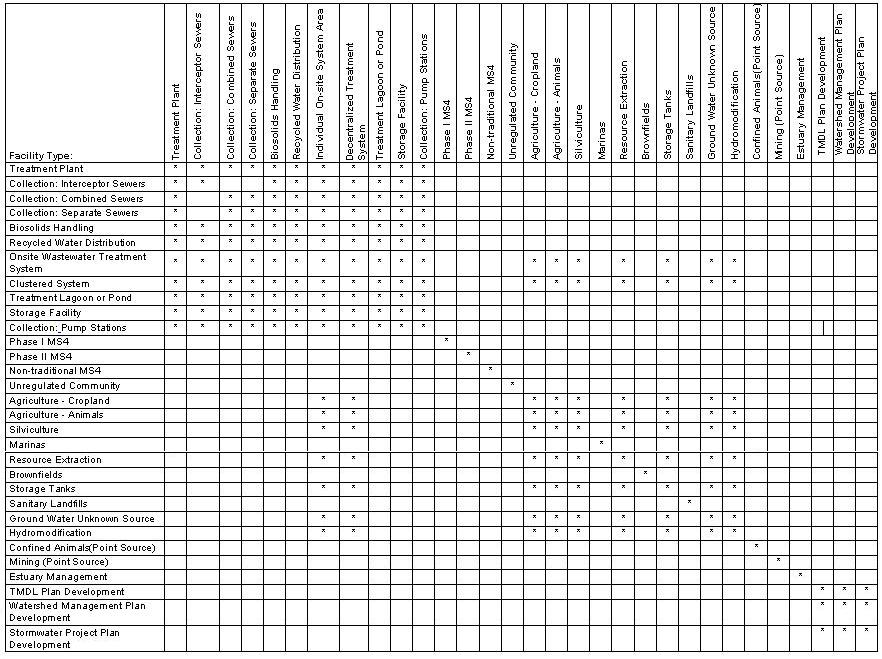 Facility Type:
Treatment Plant
Collection: Interceptor Sewers
Collection: Combined Sewers
Collection: Separate Sewers
Biosolids Handling
Recycled Water Distribution
Individual On-site System Area
Decentralized Treatment
System
Treatment Lagoon or Pond
Storage Facility
Collection: Pump Stations
Phase I MS4
Phase II MS4
Non-traditional MS4
Unregulated Community
Agriculture - Cropland
Agriculture - Animals
Silviculture
Marinas
Resource Extraction
Brownfields
Storage Tanks
Sanitary Landfills
Ground Water Unknown Source
Hydromodification
Confined Animals(Point Source)
Mining (Point Source)
Estuary Management
TMDL Plan Development
Watershed Management Plan
Development
Stormwater Project Plan
Development
Treatment Plant * * * * * * * * * * *
Collection: Interceptor Sewers * * * * * * * * *
Collection: Combined Sewers * * * * * * * * * *
Collection: Separate Sewers * * * * * * * * * *
Biosolids Handling * * * * * * * * * * *
Recycled Water Distribution * * * * * * * * * * *
Onsite Wastewater Treatment
System * * * * * * * * * * * * * * * * * *
Clustered System * * * * * * * * * * * * * * * * * *
Treatment Lagoon or Pond * * * * * * * * * * *
Storage Facility * * * * * * * * * * *
Collection: Pump Stations * * * * * * * * * * *
Phase I MS4 *
Phase II MS4 *
Non-traditional MS4 *
Unregulated Community *
Agriculture - Cropland * * * * * * * * *
Agriculture - Animals * * * * * * * * *
Silviculture * * * * * * * * *
Marinas *
Resource Extraction * * * * * * * * *
Brownfields *
Storage Tanks * * * * * * * * *
Sanitary Landfills *
Ground Water Unknown Source * * * * * * * * *
Hydromodification * * * * * * * * *
Confined Animals(Point Source) *
Mining (Point Source) *
Estuary Management *
TMDL Plan Development * * *
Watershed Management Plan
Development * * *
Stormwater Project Plan
Development * * *